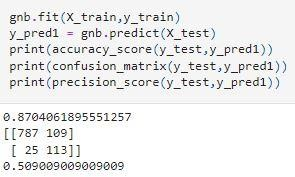 gnb.fit(X_train,y_train)
y_pred1 = gnb.predict(X_test)
print(accuracy_score(y_test,y_pred1))
print(confusion_matrix(y_test,y_pred1))
print(precision_score(y_test,y_pred1))
0.8704061895551257
[[787 109]
 [ 25 113]]
0.509009009009009